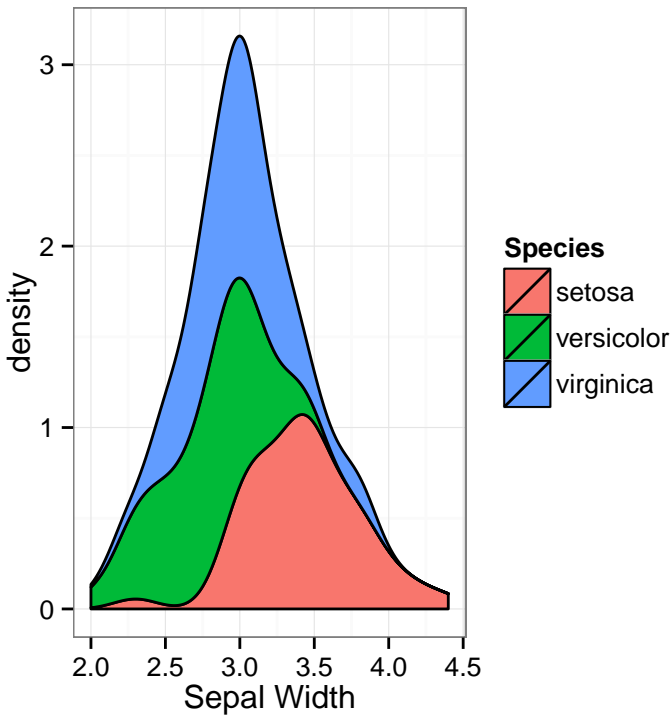 3
2
1
0
density
2.0 2.5 3.0 3.5 4.0 4.5
Sepal Width
Species
setosa
versicolor
virginica